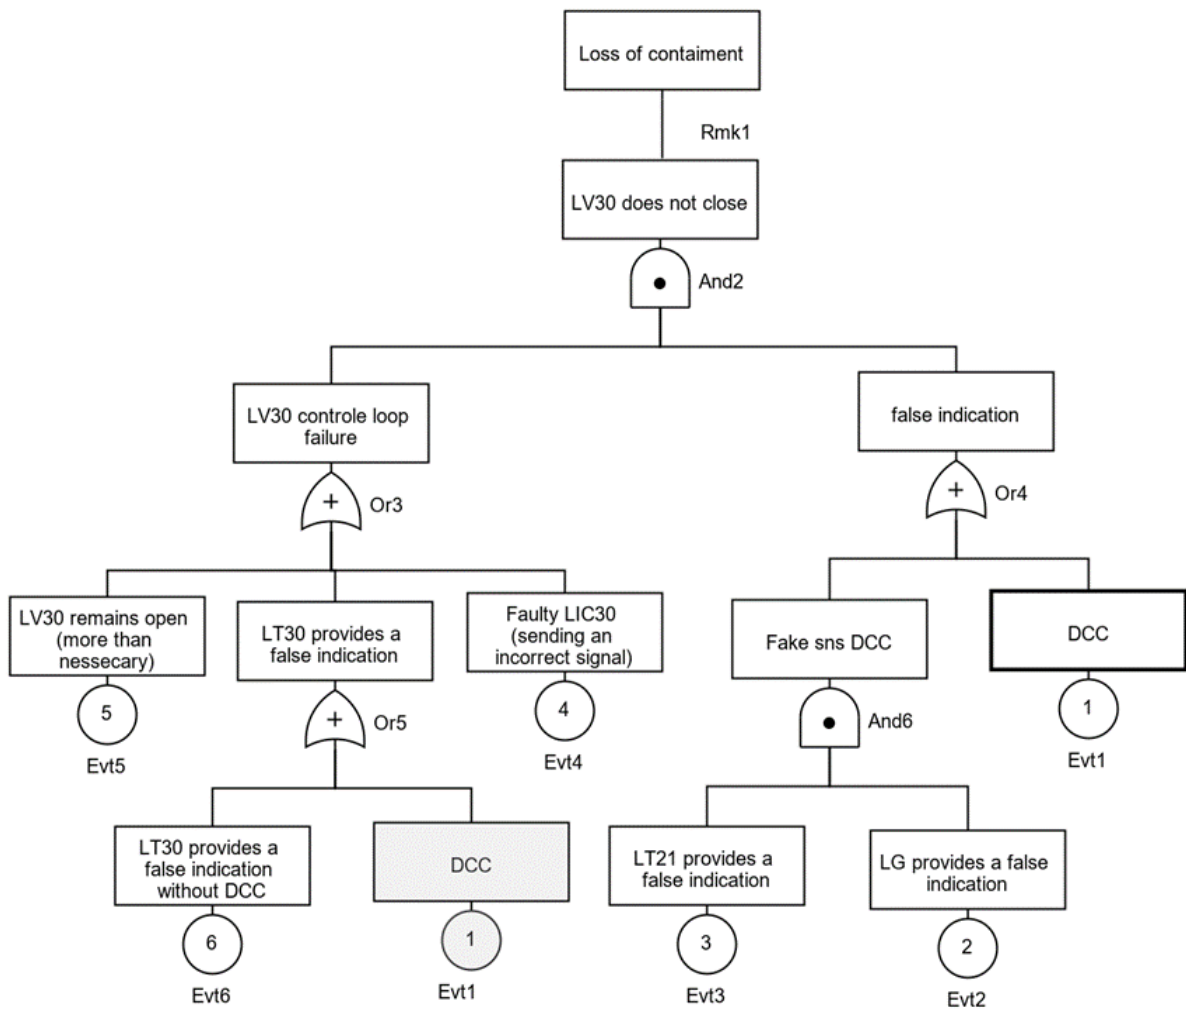 Loss of contaiment
Rmk1
LV30 does not close
And2
LV30 controle loop
failure
false indication
+
Or3
+
Or4
LV30 remains open
(more than
nessecary)
LT30 provides a
false indication
Faulty LIC30
(sending an
incorrect signal)
Fake sns DCC
DCC
5
Evt5
+
Or5
4
Evt4
And6
1
Evt1
LT30 provides a
false indication
without DCC
DCC
LT21 provides a
false indication
LG provides a false
indication
6
Evt6
1
Evt1
3
Evt3
2
Evt2